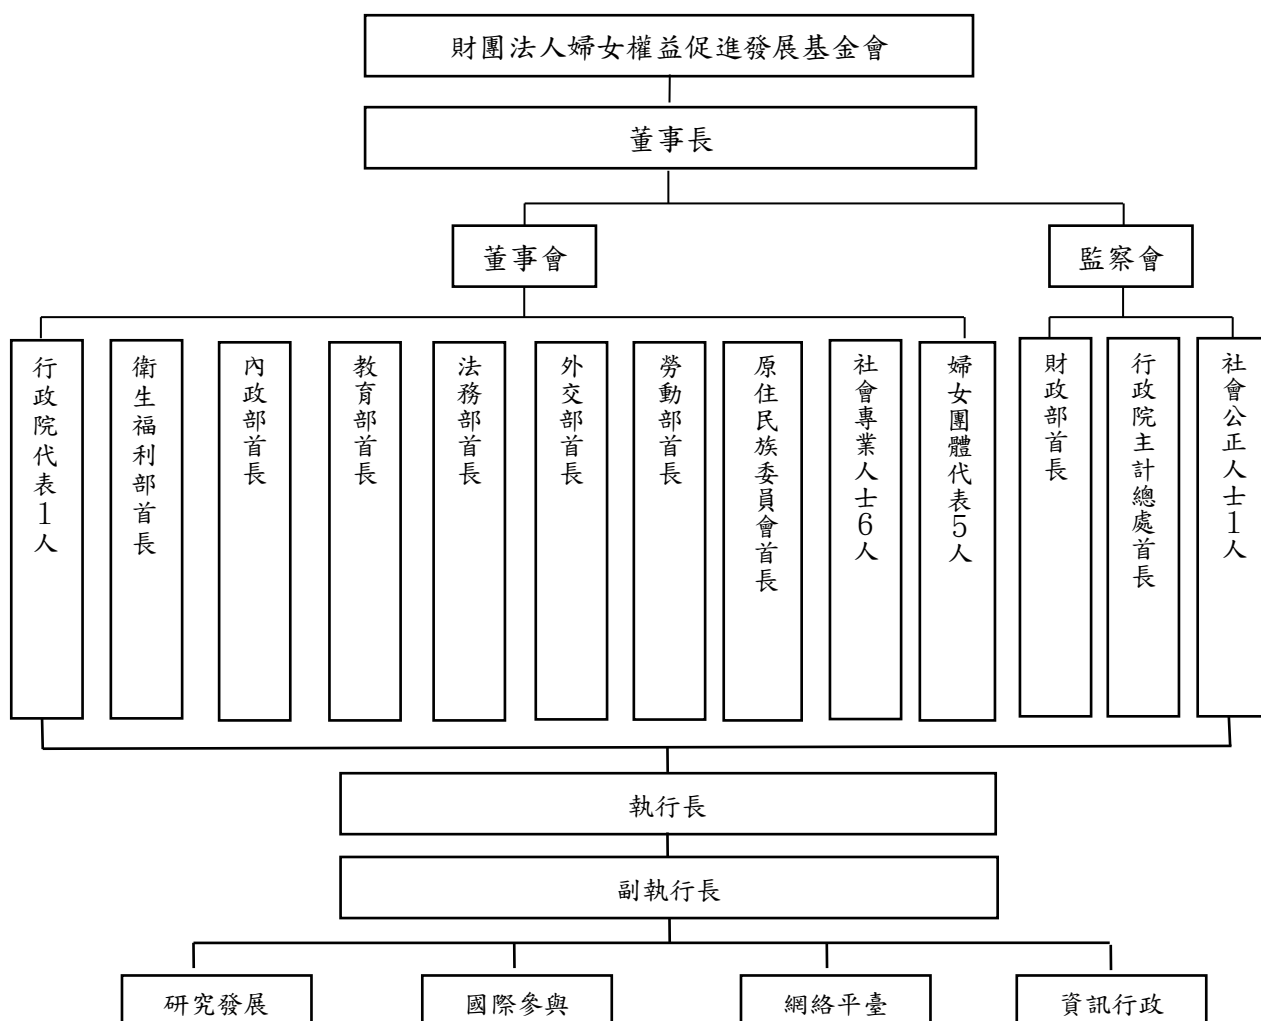 財團法人婦女權益促進發展基金會
董事長
董事會
監察會
行政院代表1人
衛生福利部首長
內政部首長
教育部首長
法務部首長
外交部首長
勞動部首長
原住民族委員會首長
社會專業人士6人
婦女團體代表5人
財政部首長
行政院主計總處首長
社會公正人士1人
執行長
副執行長
研究發展
國際參與
網絡平臺
資訊行政